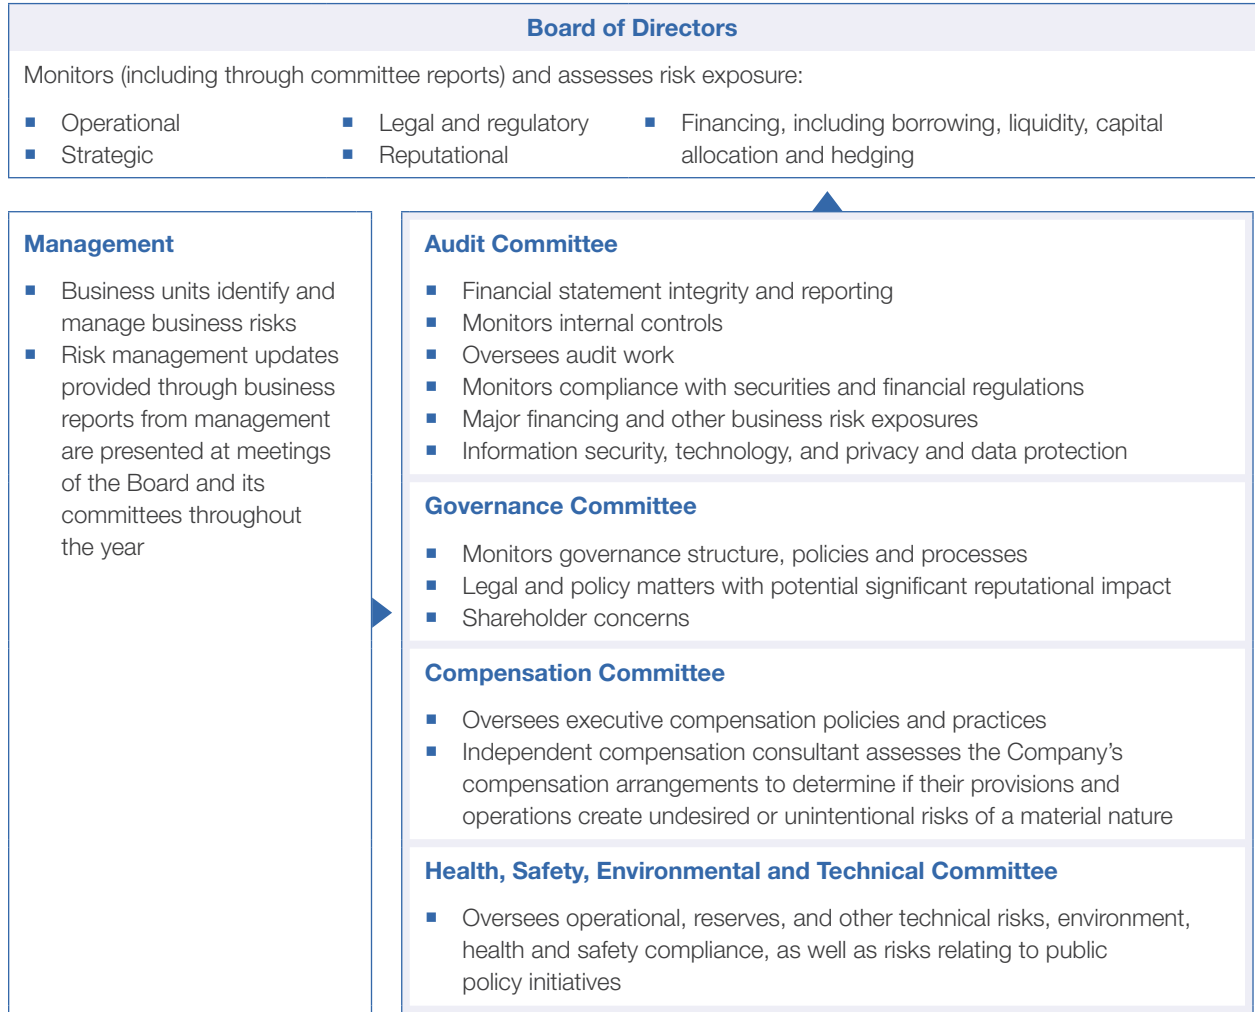 Board of Directors
Monitors (including through committee reports) and assesses risk exposure:
■ Operational
■ Strategic
■ Legal and regulatory
■ Reputational
■ Financing, including borrowing, liquidity, capital
allocation and hedging
Management
■ Business units identify and
manage business risks
■ Risk management updates
provided through business
reports from management
are presented at meetings
of the Board and its
committees throughout
the year
Audit Committee
■ Financial statement integrity and reporting
■ Monitors internal controls
■ Oversees audit work
■ Monitors compliance with securities and financial regulations
■ Major financing and other business risk exposures
■ Information security, technology, and privacy and data protection
Governance Committee
■ Monitors governance structure, policies and processes
■ Legal and policy matters with potential significant reputational impact
■ Shareholder concerns
Compensation Committee
■ Oversees executive compensation policies and practices
■ Independent compensation consultant assesses the Company’s
compensation arrangements to determine if their provisions and
operations create undesired or unintentional risks of a material nature
Health, Safety, Environmental and Technical Committee
■ Oversees operational, reserves, and other technical risks, environment,
health and safety compliance, as well as risks relating to public
policy initiatives